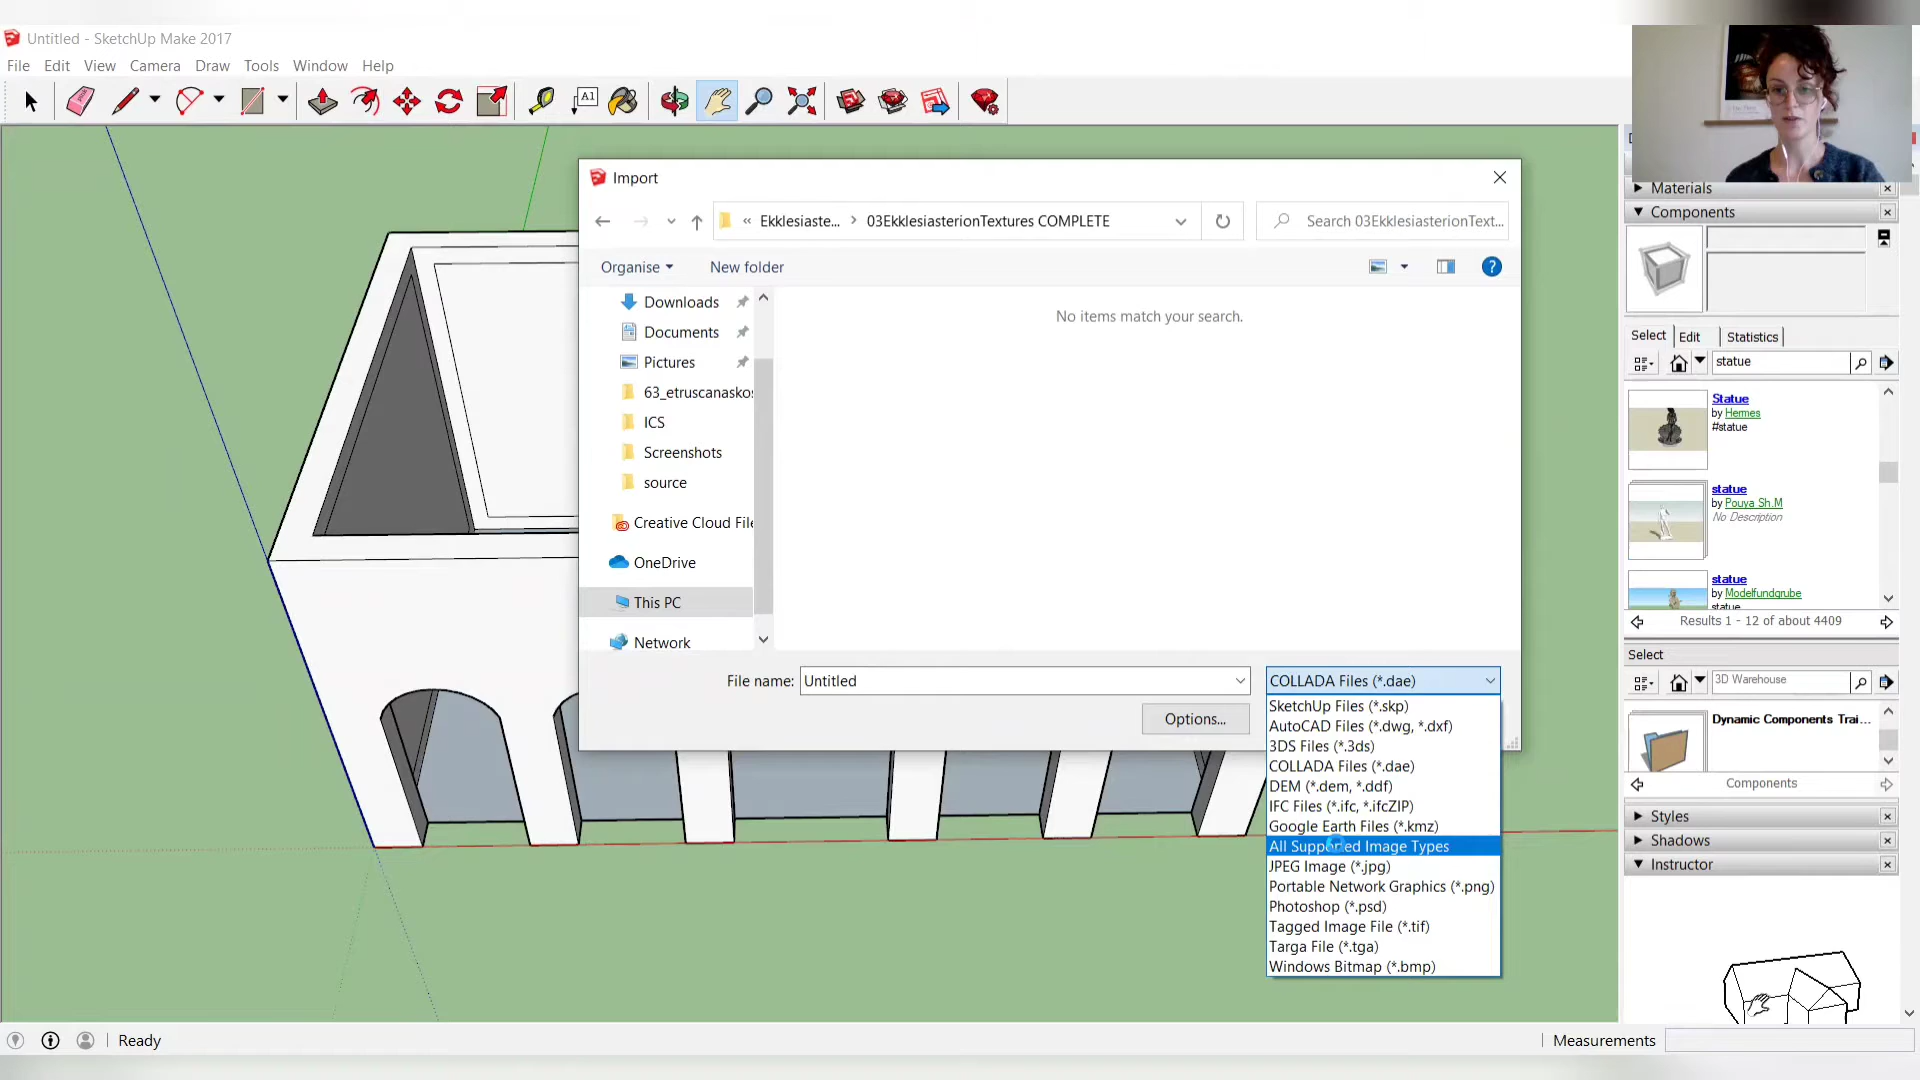 Untitled - SketchUp Make 2017
File Edit View Camera Draw Tools Window Help
A1
Import
« Ekklesiaste... > 03EkklesiasterionTextures COMPLETE
Search 03EkklesiasterionText...
Organise New folder
?
Downloads
Documents
Pictures
63_etruscanasko
ICS
Screenshots
source
Creative Cloud File
OneDrive
This PC
Network
No items match your search.
File name: Untitled
COLLADA Files (*.dae)
Options...
SketchUp Files (*.skp)
AutoCAD Files (*.dwg, *.dxf)
3DS Files (*.3ds)
COLLADA Files (*.dae)
DEM (*.dem, *.ddf)
IFC Files (*.ifc, *.ifcZIP)
Google Earth Files (*.kmz)
All Supported Image Types
JPEG Image (*.jpg)
Portable Network Graphics (*.png)
Photoshop (*.psd)
Tagged Image File (*.tif)
Targa File (*.tga)
Windows Bitmap (*.bmp)
Materials
Components
Select Edit Statistics
statue
Statue
by Hermes
#statue
statue
by Pouya Sh.M
No Description
statue
by Modelfundgrube
statue
Results 1 - 12 of about 4409
Select
3D Warehouse
Dynamic Components Trai...
Components
Styles
Shadows
Instructor
Ready
Measurements